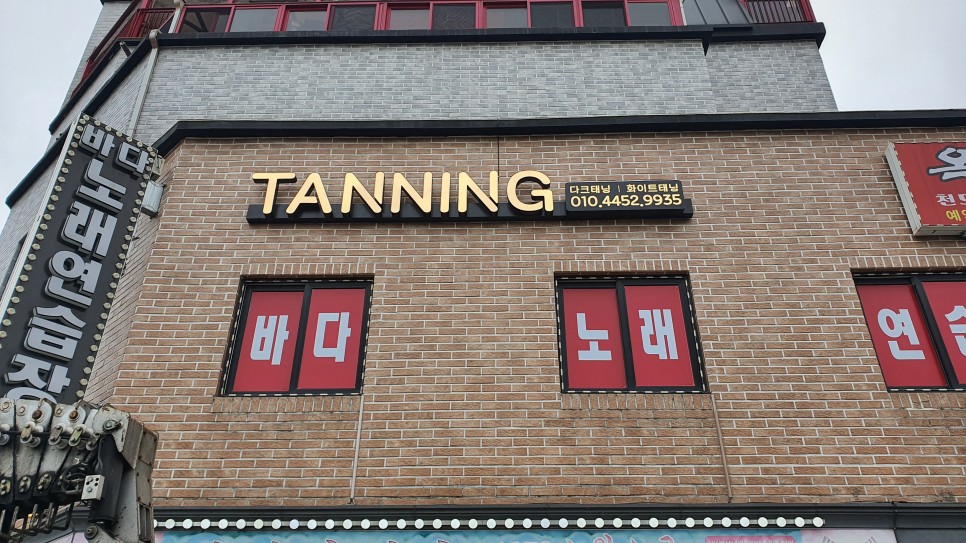 바다
노래연습장
TANNING
다크태닝 | 화이트태닝
010.4452.9935
바다
노래
연습